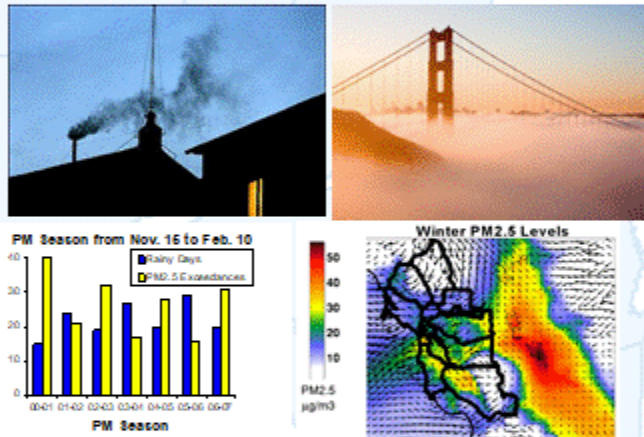 PM Season from Nov. 15 to Feb. 10
Rainy Days
PM2.5 Exceedances
40
30
20
10
0
00-01 01-02 02-03 03-04 04-05 05-06 06-07
PM Season
Winter PM2.5 Levels
50
40
30
20
10
PM2.5
µg/m3